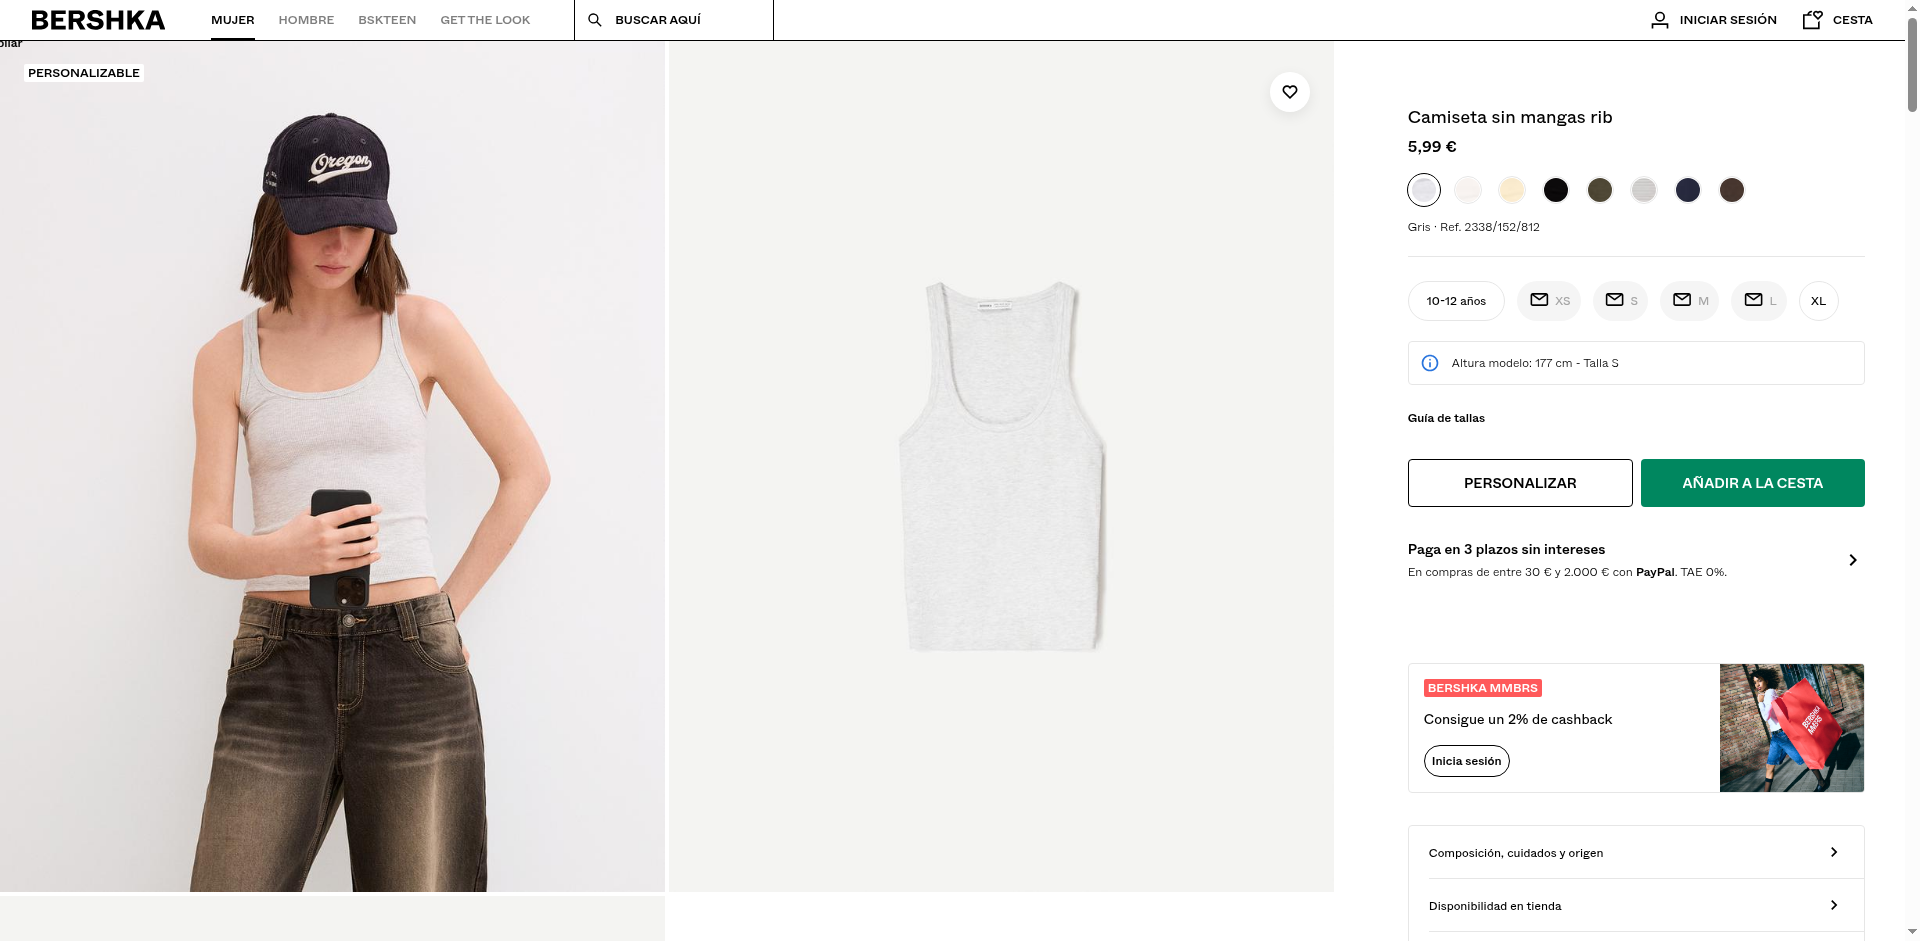 BERSHKA
MUJER
HOMBRE
BSKTEEN
GET THE LOOK
BUSCAR AQUÍ
INICIAR SESIÓN
CESTA
PERSONALIZABLE
Oregon
Camiseta sin mangas rib
5,99 €
Gris · Ref. 2338/152/812
10-12 años
XS
S
M
L
XL
Altura modelo: 177 cm - Talla S
Guía de tallas
PERSONALIZAR
AÑADIR A LA CESTA
Paga en 3 plazos sin intereses
En compras de entre 30 € y 2.000 € con PayPal. TAE 0%.
BERSHKA MMBRS
Consigue un 2% de cashback
Inicia sesión
BERSHKA
MMBRS
Composición, cuidados y origen
Disponibilidad en tienda